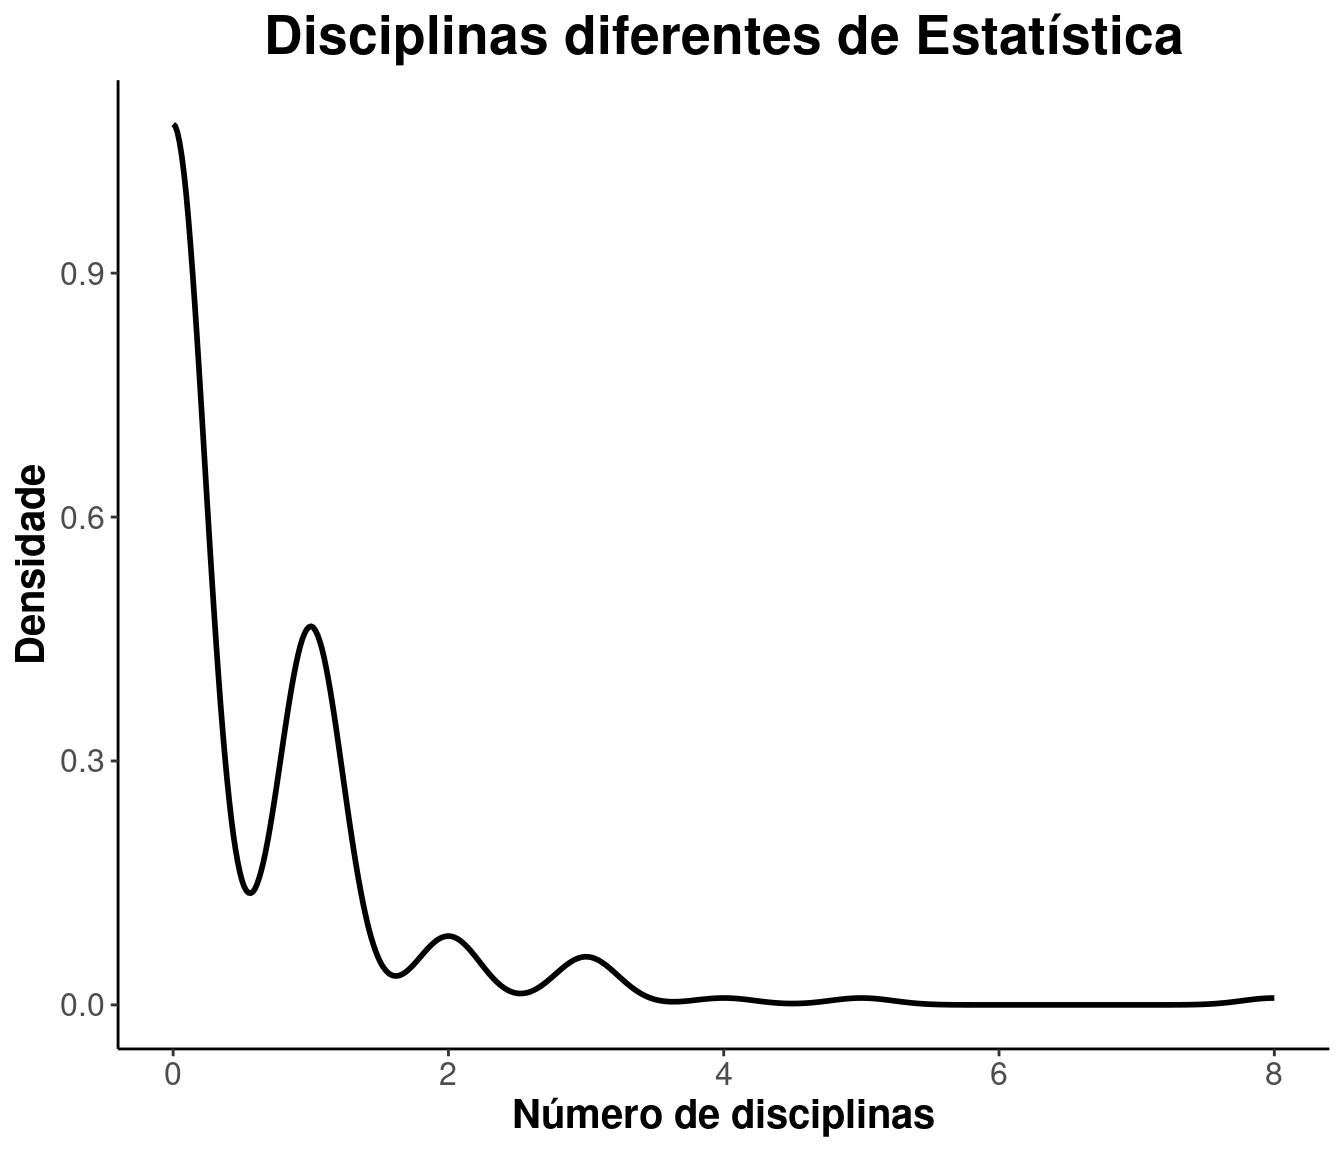 Disciplinas diferentes de Estatística
Densidade
0.9
0.6
0.3
0.0
0 2 4 6 8
Número de disciplinas